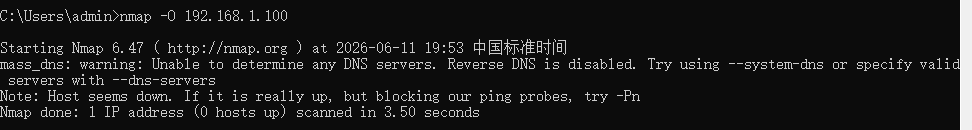 C:\Users\admin>nmap -O 192.168.1.100
Starting Nmap 6.47 ( http://nmap.org ) at 2026-06-11 19:53 中国标准时间
mass_dns: warning: Unable to determine any DNS servers. Reverse DNS is disabled. Try using --system-dns or specify valid
 servers with --dns-servers
Note: Host seems down. If it is really up, but blocking our ping probes, try -Pn
Nmap done: 1 IP address (0 hosts up) scanned in 3.50 seconds